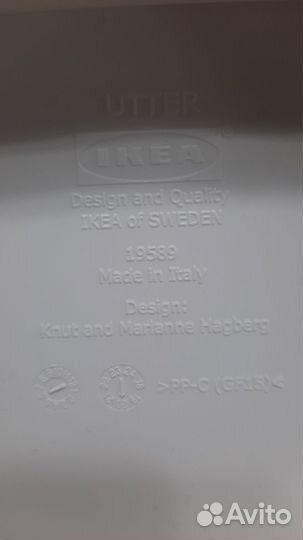 UTTER
IKEA®
Design and Quality
IKEA of SWEDEN
19589
Made in Italy
Design:
Knut and Marianne Hagberg
>PP-C (GF15)<
Avito